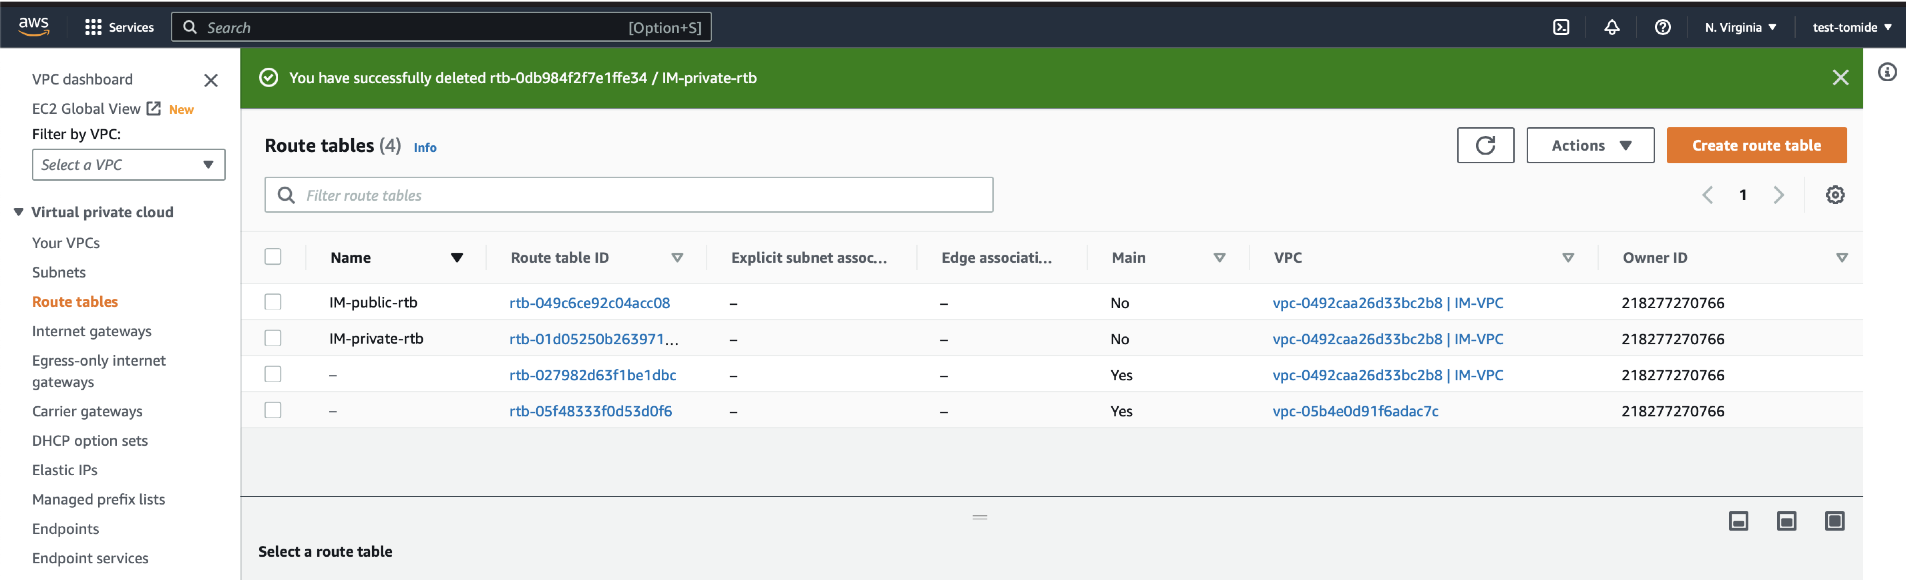 aws
Services
Search
[Option+S]
N. Virginia
test-tomide
VPC dashboard
EC2 Global View New
Filter by VPC:
Select a VPC
Virtual private cloud
Your VPCs
Subnets
Route tables
Internet gateways
Egress-only internet
gateways
Carrier gateways
DHCP option sets
Elastic IPs
Managed prefix lists
Endpoints
Endpoint services
You have successfully deleted rtb-0db984f2f7e1ffe34 / IM-private-rtb
Route tables (4) Info
Actions
Create route table
Filter route tables
1
Name Route table ID Explicit subnet assoc... Edge associati... Main VPC Owner ID
IM-public-rtb rtb-049c6ce92c04acc08 – – No vpc-0492caa26d33bc2b8 | IM-VPC 218277270766
IM-private-rtb rtb-01d05250b263971... – – No vpc-0492caa26d33bc2b8 | IM-VPC 218277270766
– rtb-027982d63f1be1dbc – – Yes vpc-0492caa26d33bc2b8 | IM-VPC 218277270766
– rtb-05f48333f0d53d0f6 – – Yes vpc-05b4e0d91f6adac7c 218277270766
Select a route table